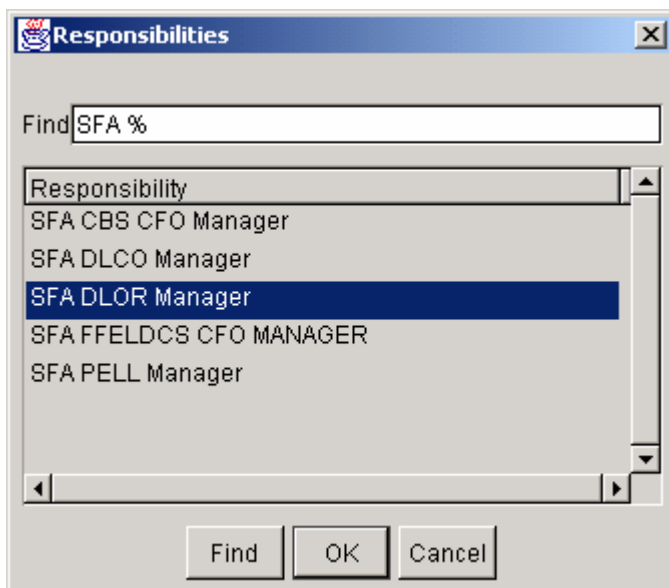 Responsibilities
Find SFA %
Responsibility
SFA CBS CFO Manager
SFA DLCO Manager
SFA DLOR Manager
SFA FFELDCS CFO MANAGER
SFA PELL Manager
Find OK Cancel